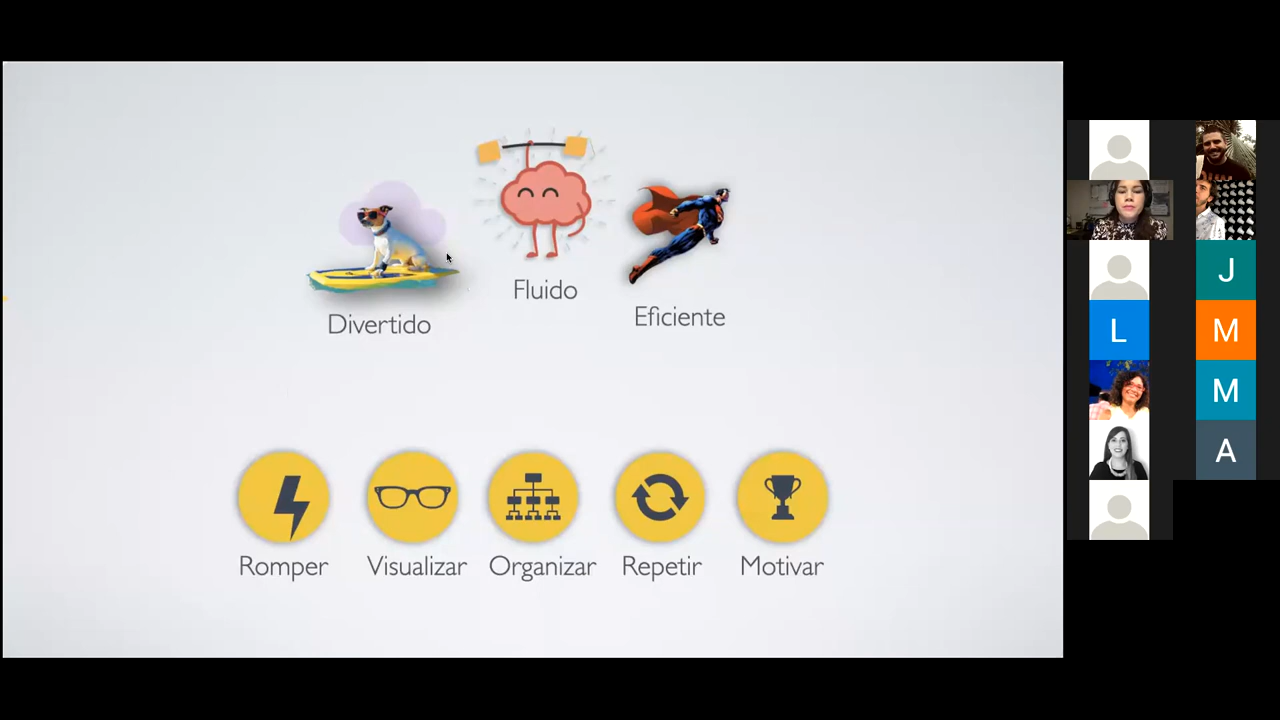 Fluido
Divertido
Eficiente
Romper
Visualizar
Organizar
Repetir
Motivar
J
L
M
M
A